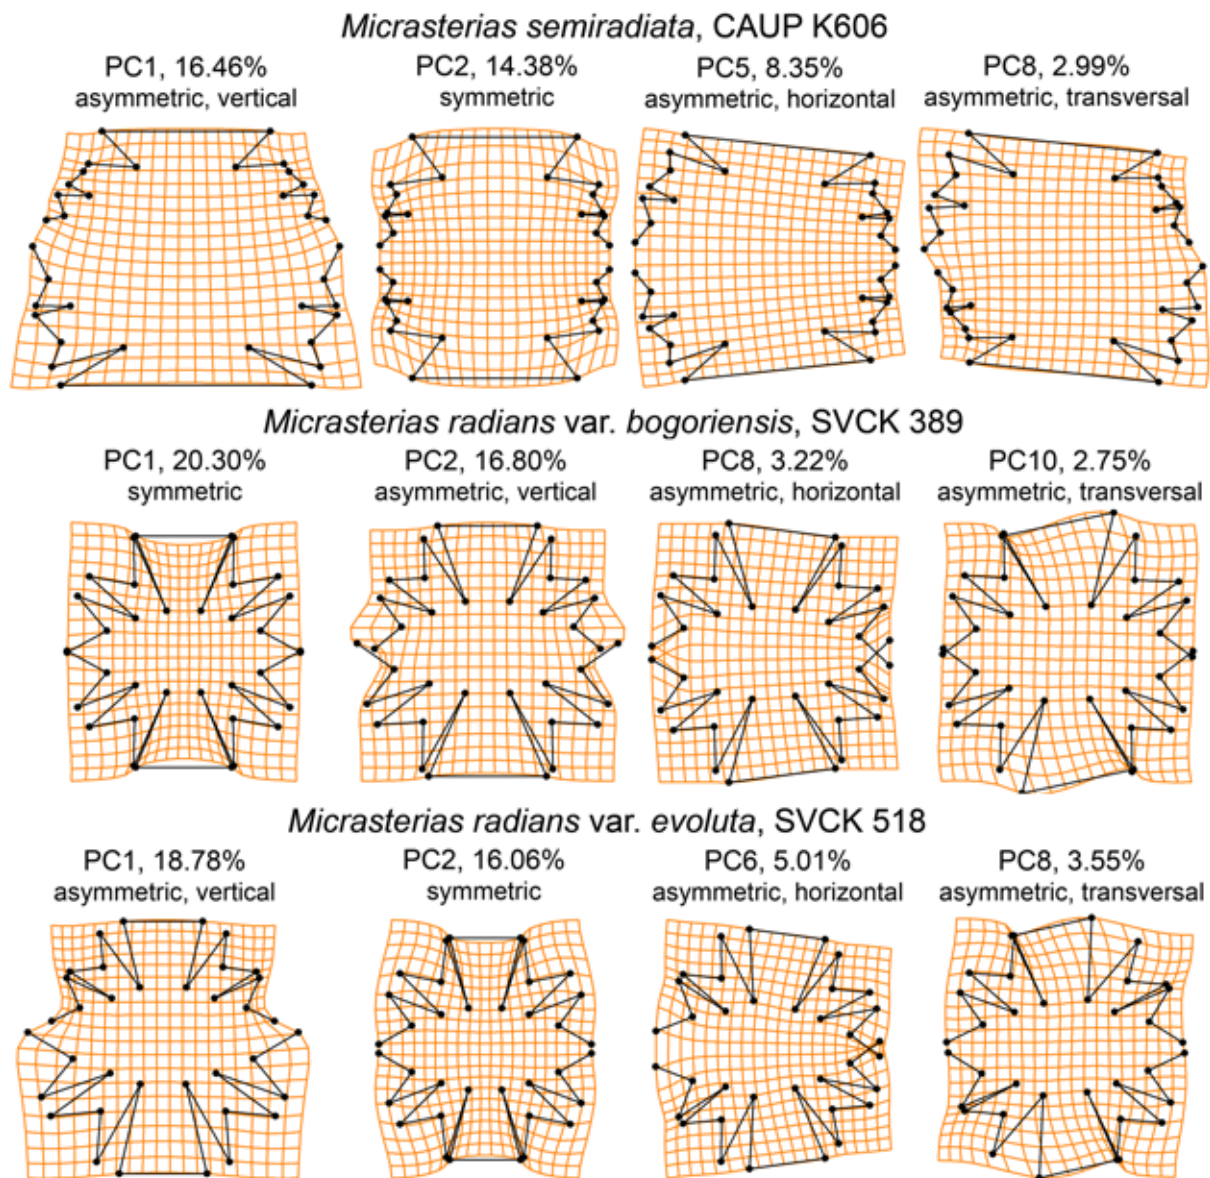 Micrasterias semiradiata, CAUP K606
PC1, 16.46%
asymmetric, vertical
PC2, 14.38%
symmetric
PC5, 8.35%
asymmetric, horizontal
PC8, 2.99%
asymmetric, transversal
Micrasterias radians var. bogoriensis, SVCK 389
PC1, 20.30%
symmetric
PC2, 16.80%
asymmetric, vertical
PC8, 3.22%
asymmetric, horizontal
PC10, 2.75%
asymmetric, transversal
Micrasterias radians var. evoluta, SVCK 518
PC1, 18.78%
asymmetric, vertical
PC2, 16.06%
symmetric
PC6, 5.01%
asymmetric, horizontal
PC8, 3.55%
asymmetric, transversal